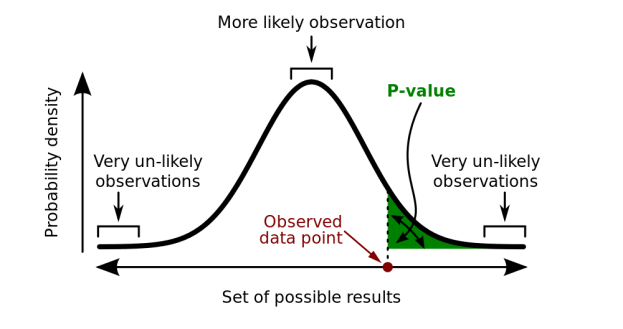 More likely observation
P-value
Probability density
Very un-likely
observations
Very un-likely
observations
Observed
data point
Set of possible results